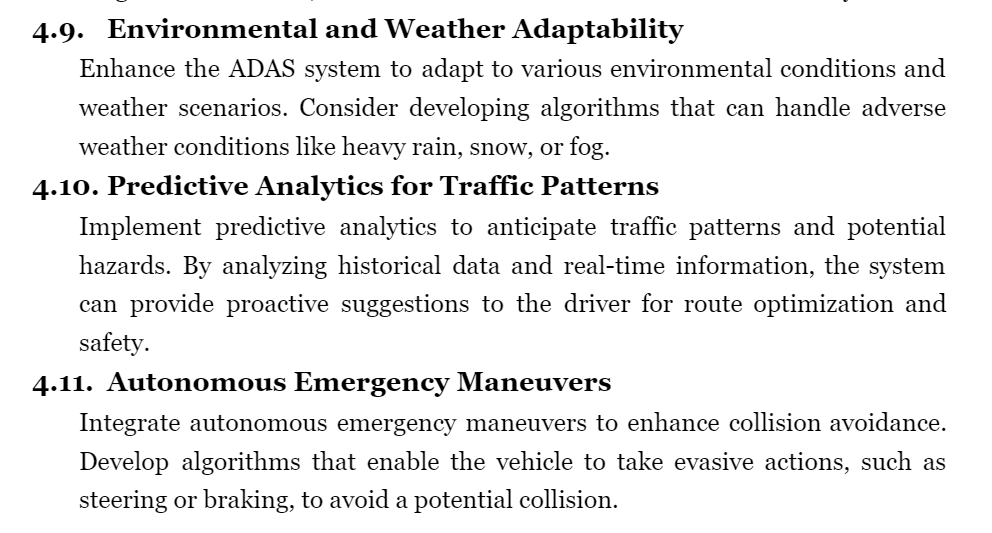 4.9. Environmental and Weather Adaptability
Enhance the ADAS system to adapt to various environmental conditions and
weather scenarios. Consider developing algorithms that can handle adverse
weather conditions like heavy rain, snow, or fog.
4.10. Predictive Analytics for Traffic Patterns
Implement predictive analytics to anticipate traffic patterns and potential
hazards. By analyzing historical data and real-time information, the system
can provide proactive suggestions to the driver for route optimization and
safety.
4.11. Autonomous Emergency Maneuvers
Integrate autonomous emergency maneuvers to enhance collision avoidance.
Develop algorithms that enable the vehicle to take evasive actions, such as
steering or braking, to avoid a potential collision.